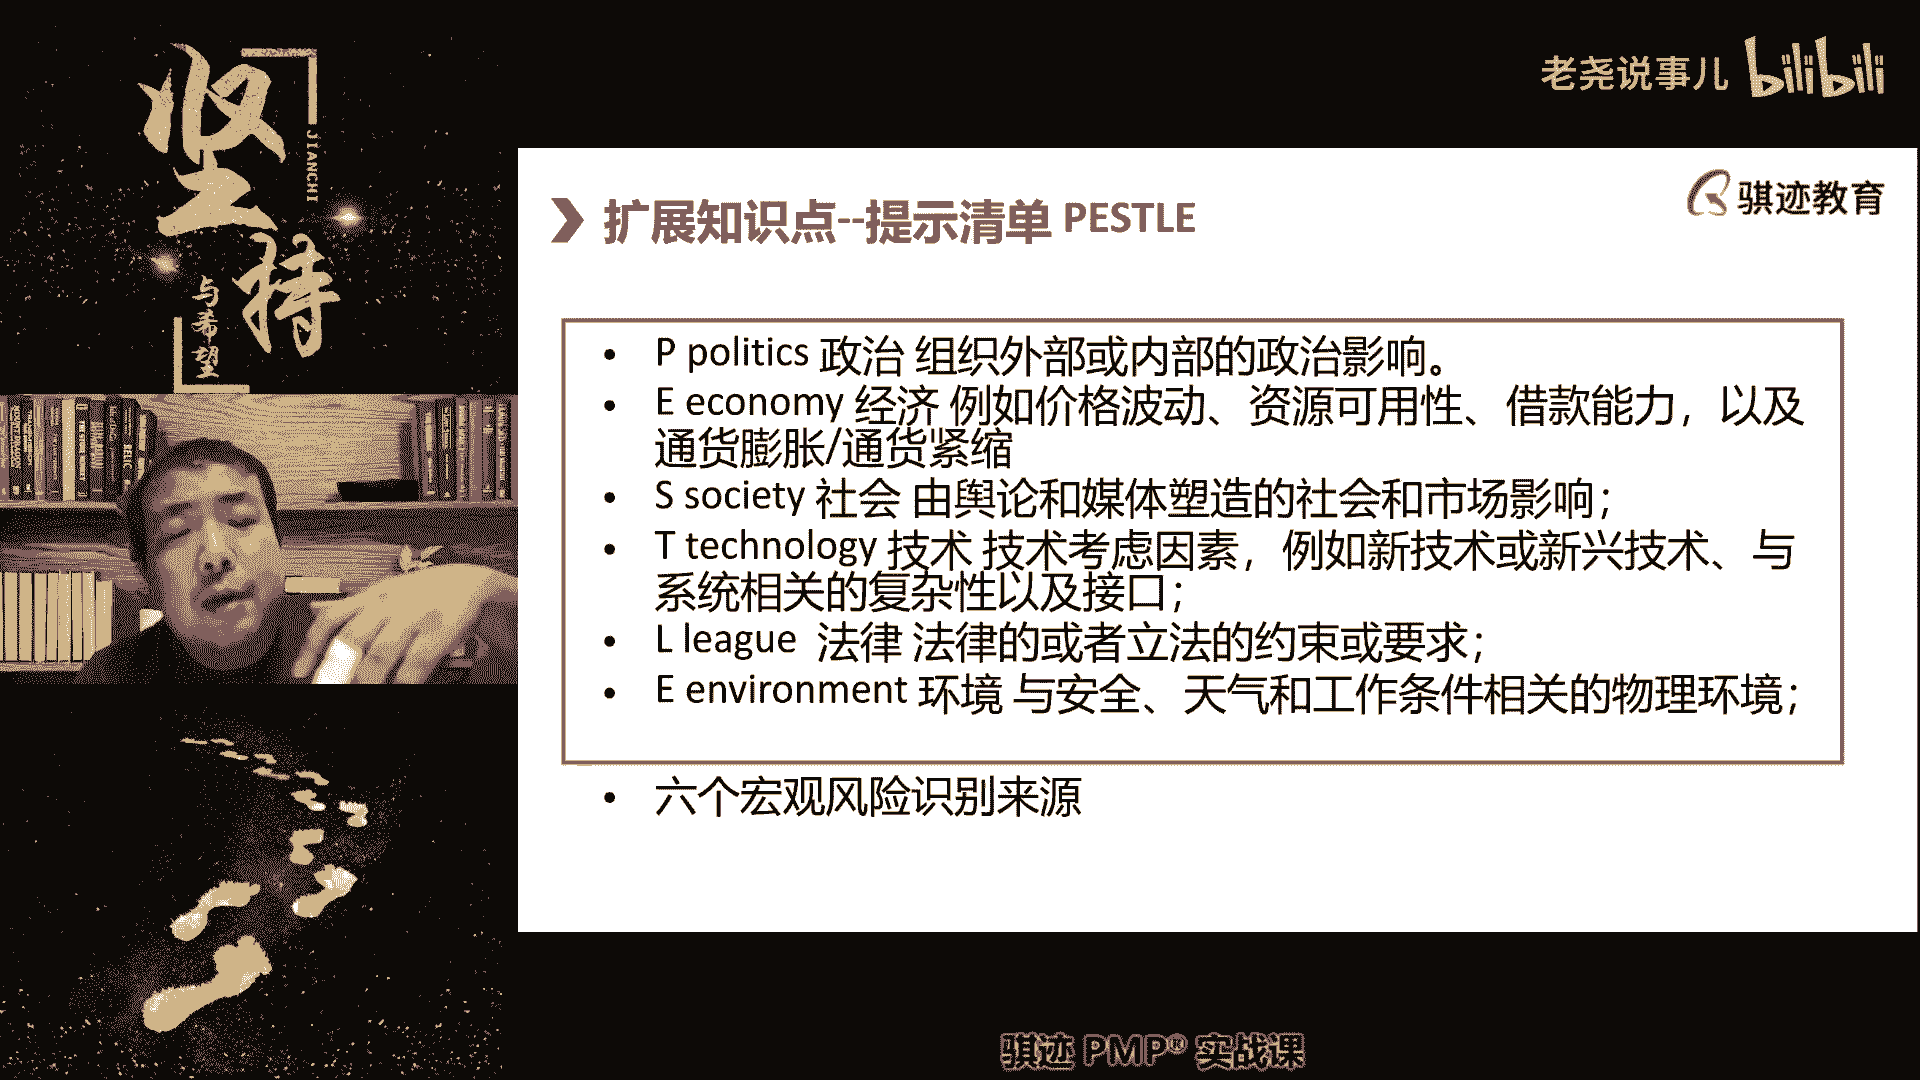 坚持
JIANCHI
与希望
老尧说事儿 bilibili
骐迹教育
扩展知识点--提示清单 PESTLE
• P politics 政治 组织外部或内部的政治影响。
• E economy 经济 例如价格波动、资源可用性、借款能力，以及
通货膨胀/通货紧缩
• S society 社会 由舆论和媒体塑造的社会和市场影响；
• T technology 技术 技术考虑因素，例如新技术或新兴技术、与
系统相关的复杂性以及接口；
• L league 法律 法律的或者立法的约束或要求；
• E environment 环境 与安全、天气和工作条件相关的物理环境；
• 六个宏观风险识别来源
骐迹 PMP® 实战课